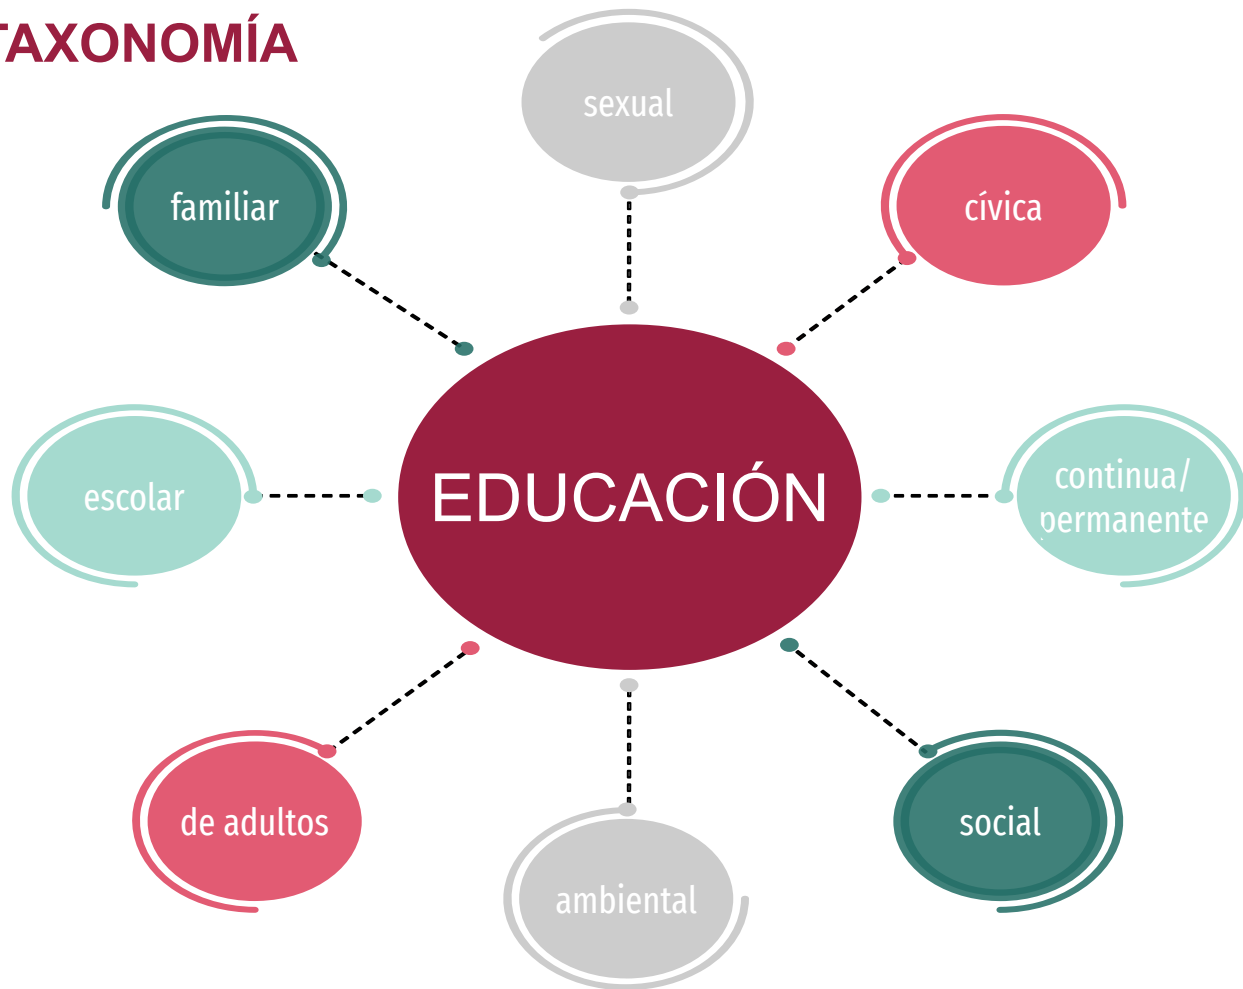 TAXONOMÍA
sexual
familiar
cívica
EDUCACIÓN
escolar
continua/
permanente
de adultos
social
ambiental